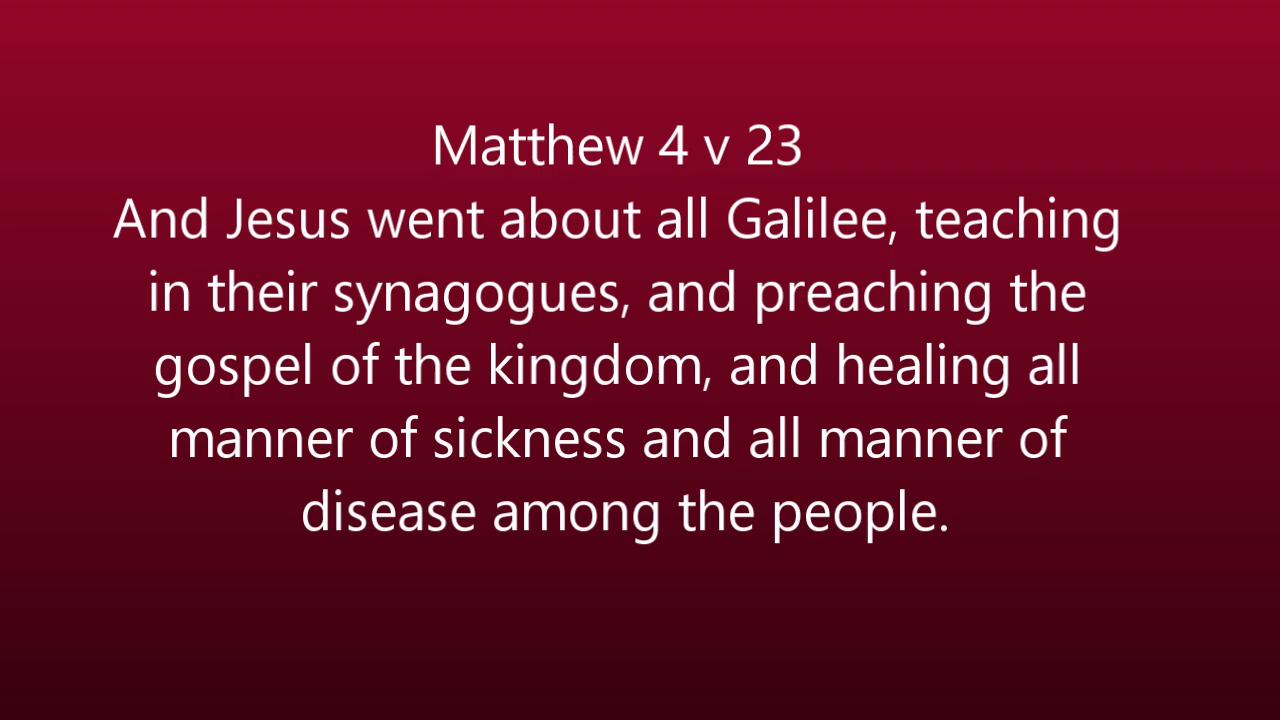 Matthew 4 v 23
And Jesus went about all Galilee, teaching
in their synagogues, and preaching the
gospel of the kingdom, and healing all
manner of sickness and all manner of
disease among the people.